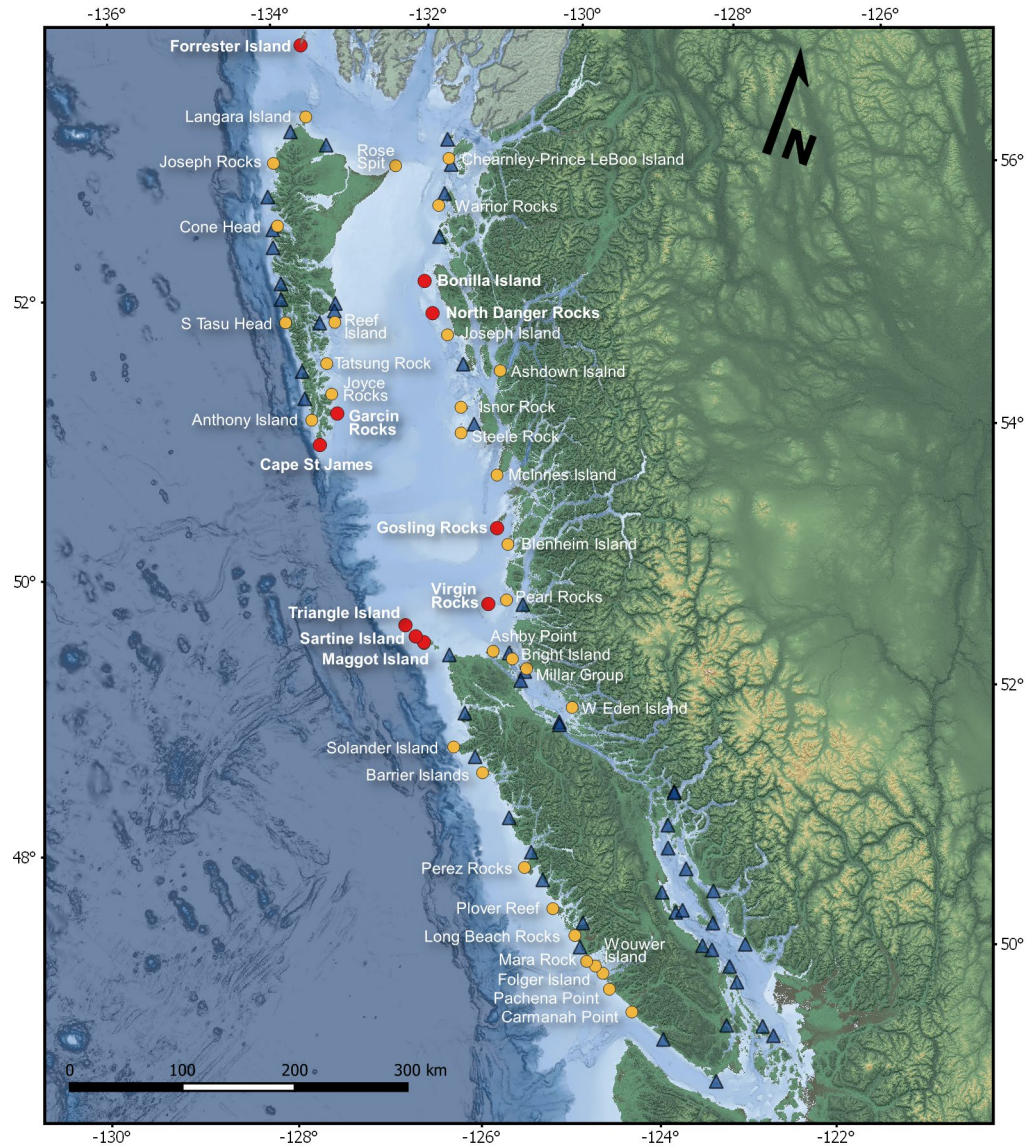 -136°
-134°
-132°
-130°
-128°
-126°
Forrester Island
N
Langara Island
Rose
Spit
Joseph Rocks
Chearnley-Prince LeBoo Island
56°
Warrior Rocks
Cone Head
Bonilla Island
52°
North Danger Rocks
S Tasu Head
Reef
Island
Joseph Island
Tatsung Rock
Ashdown Isalnd
Joyce
Rocks
Isnor Rock
Anthony Island
Garcin
Rocks
54°
Steele Rock
Cape St James
McInnes Island
Gosling Rocks
Blenheim Island
50°
Virgin
Rocks
Pearl Rocks
Triangle Island
Sartine Island
Ashby Point
Maggot Island
Bright Island
Millar Group
52°
W Eden Island
Solander Island
Barrier Islands
48°
Perez Rocks
Plover Reef
Long Beach Rocks
Wouwer
Island
50°
Mara Rock
Folger Island
Pachena Point
Carmanah Point
0
100
200
300 km
-130°
-128°
-126°
-124°
-122°